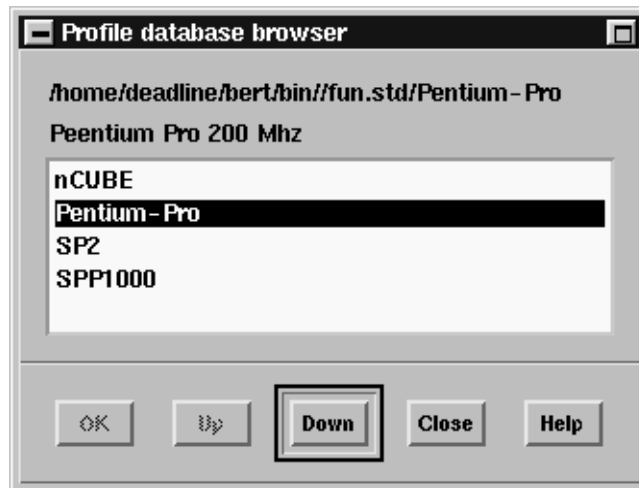 Profile database browser
/home/deadline/bert/bin//fun.std/Pentium-Pro
Peentium Pro 200 Mhz
nCUBE
Pentium-Pro
SP2
SPP1000
OK Up Down Close Help